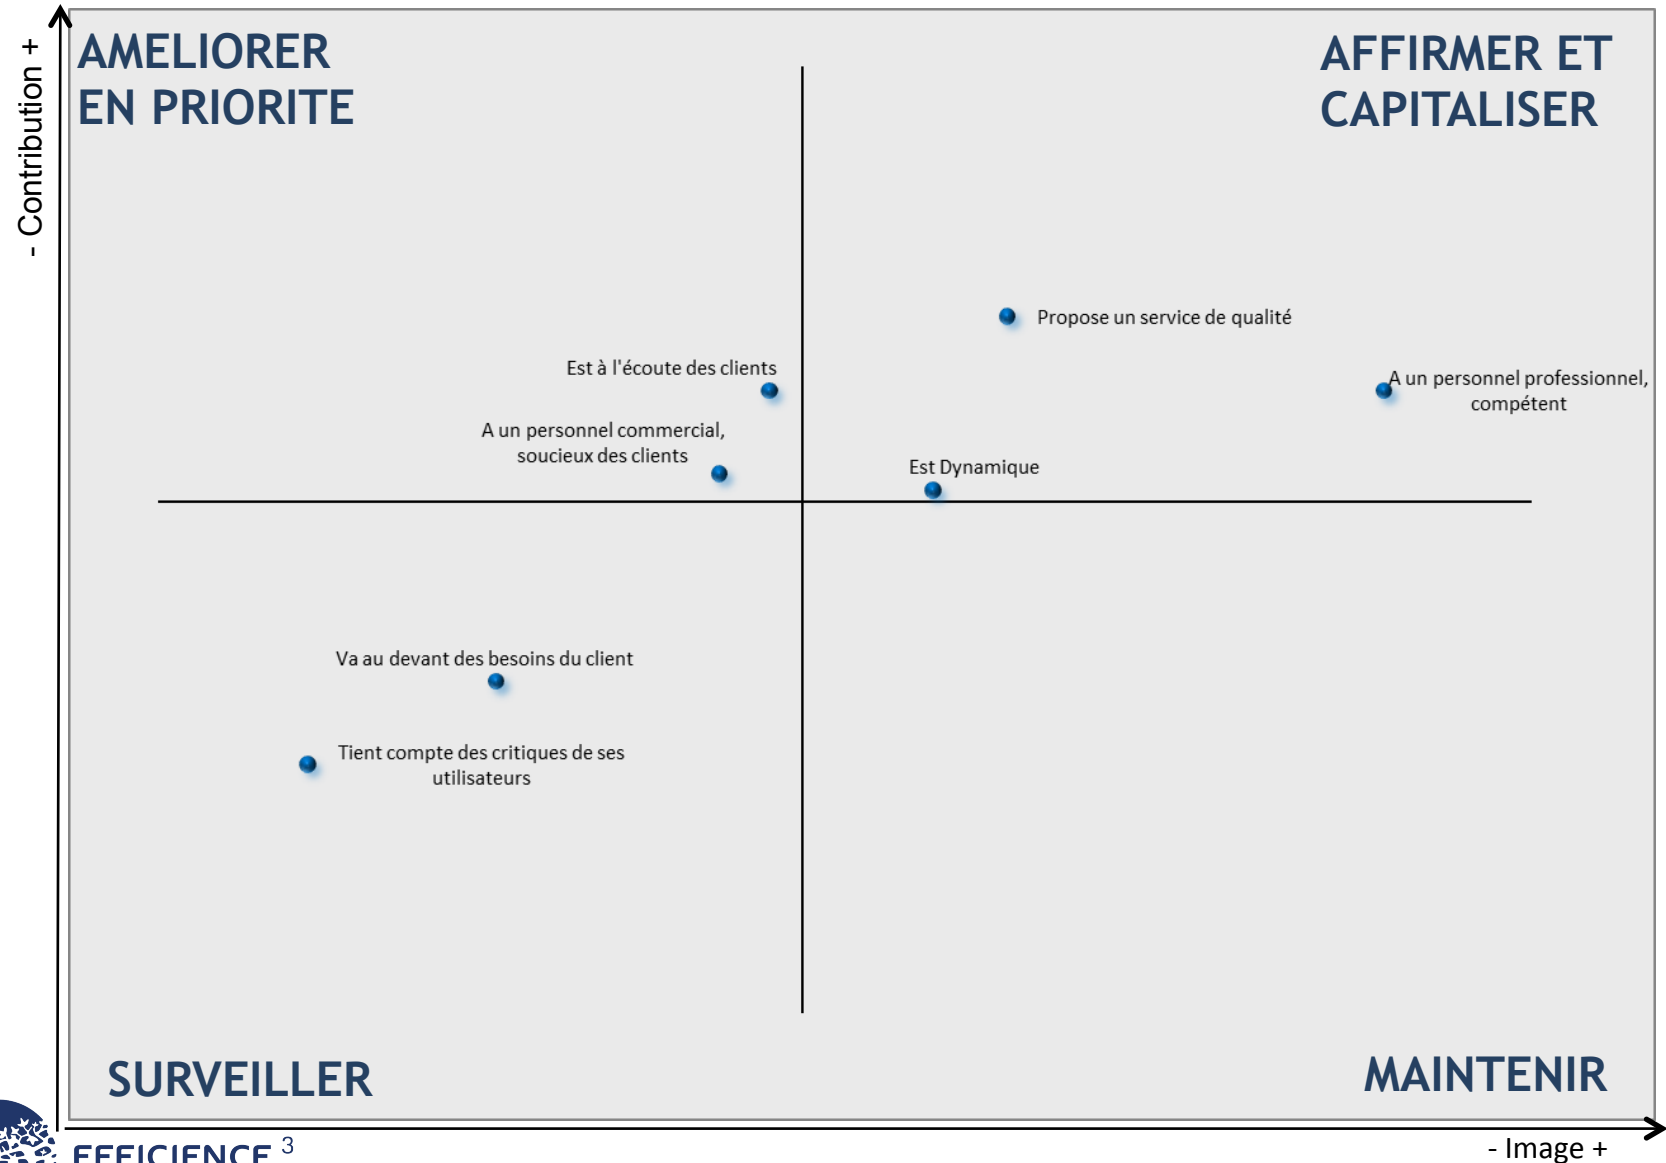 - Contribution +
AMELIORER
EN PRIORITE
AFFIRMER ET
CAPITALISER
Propose un service de qualité
Est à l'écoute des clients
A un personnel professionnel,
compétent
A un personnel commercial,
soucieux des clients
Est Dynamique
Va au devant des besoins du client
Tient compte des critiques de ses
utilisateurs
SURVEILLER
MAINTENIR
EFFICIENCE 3
- Image +